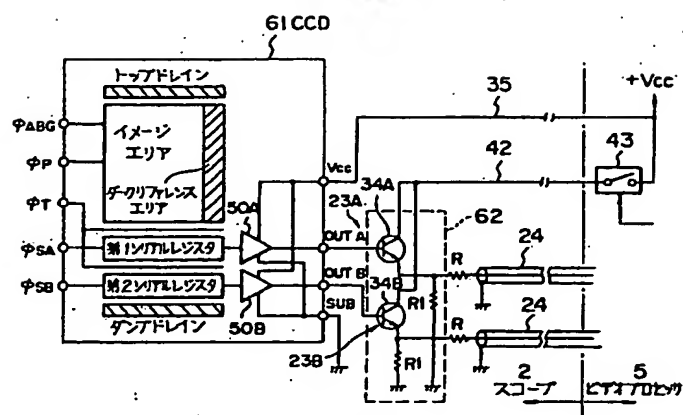 61 CCD
トップドレイン
イメージ
エリア
ダークリファレンス
エリア
φABG
φP
φT
φSA
φSB
第1シリアルレジスタ
第2シリアルレジスタ
ダンプドレイン
50A
50B
Vcc
OUT A
OUT B
SUB
23A
34A
34B
23B
62
35
42
43
+Vcc
R
24
R
24
R1
R1
2
スコープ
5
ビデオプロセッサ